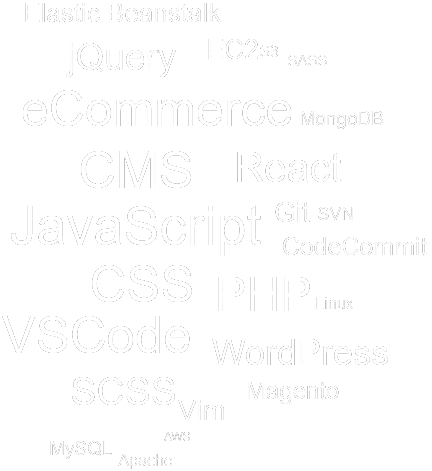 Elastic Beanstalk
jQuery EC2 S3 SASS
eCommerce MongoDB
CMS React
JavaScript Git SVN
CodeCommit
CSS PHP Linux
VSCode WordPress
SCSS Vim Magento
AWS
MySQL Apache